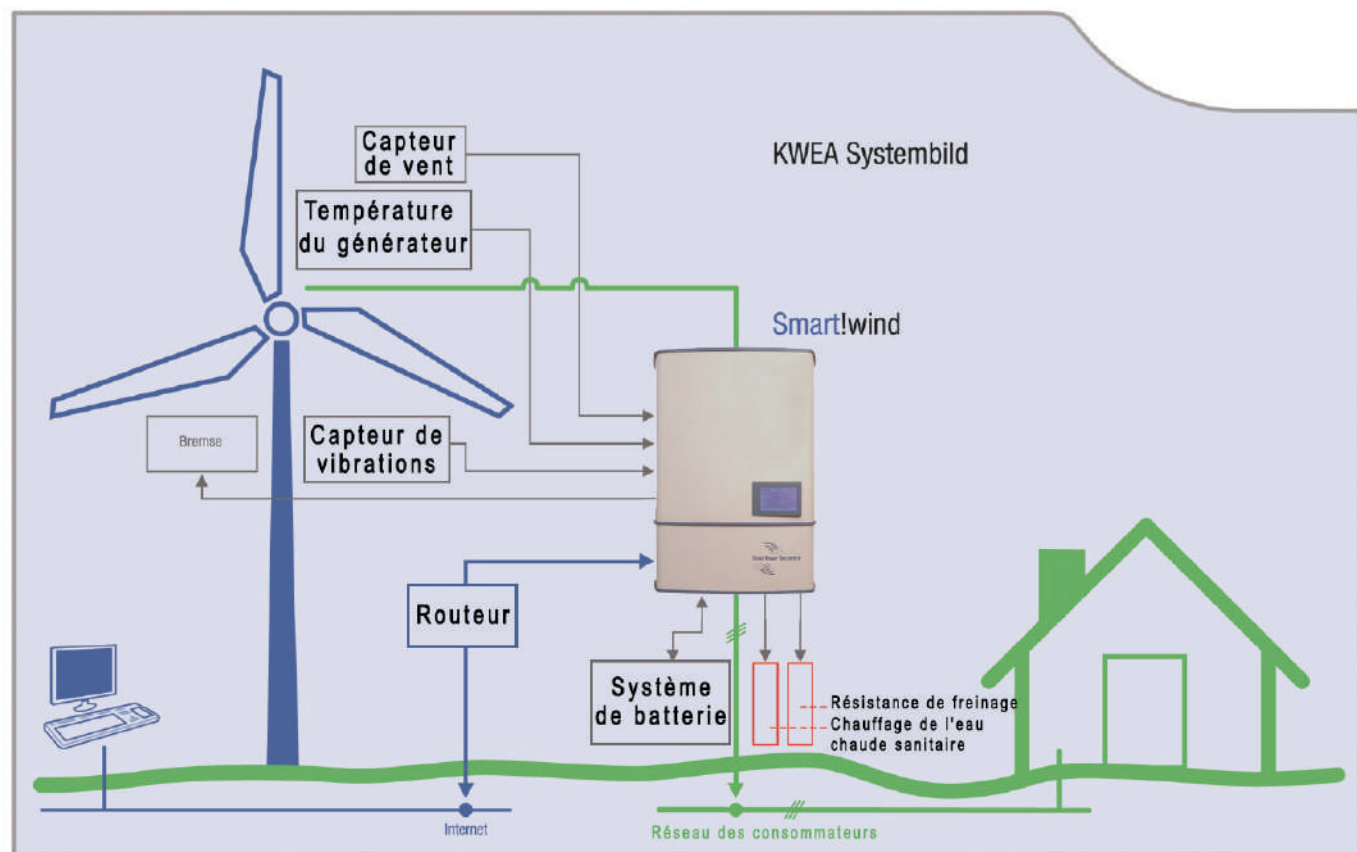 Capteur
de vent
KWEA Systembild
Température
du générateur
Smart!wind
Bremse
Capteur de
vibrations
Routeur
Système
de batterie
Résistance de freinage
Chauffage de l'eau
chaude sanitaire
Internet
Réseau des consommateurs